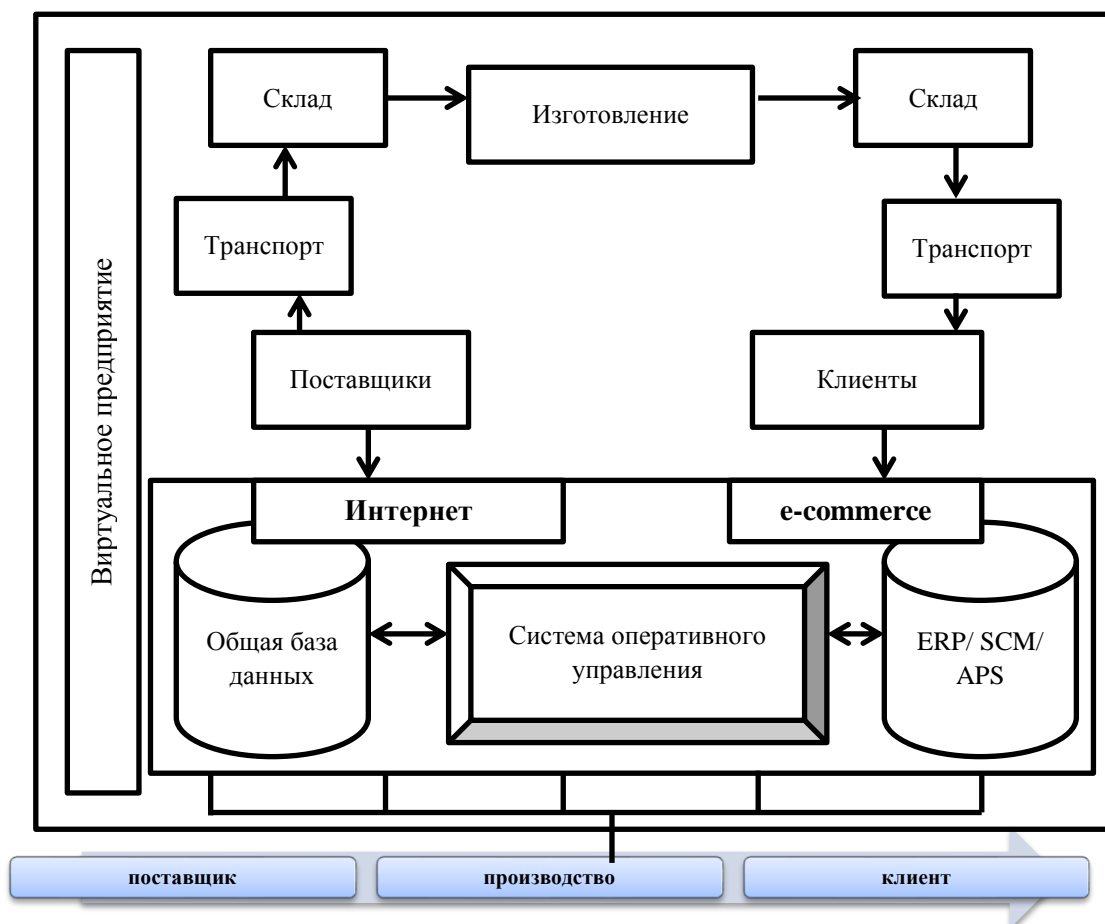 Виртуальное предприятие
Склад
Изготовление
Склад
Транспорт
Транспорт
Поставщики
Клиенты
Интернет
e-commerce
Общая база
данных
Система оперативного
управления
ERP/ SCM/
APS
поставщик
производство
клиент